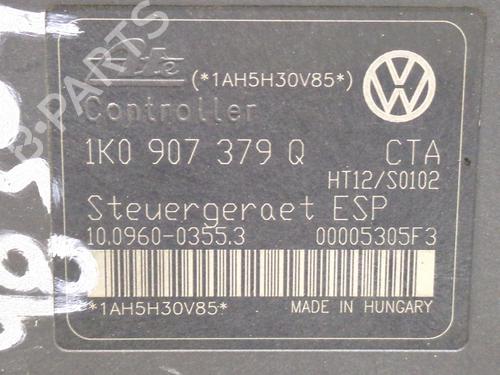 Ate (*1AH5H30V85*)
Controller
1K0 907 379 Q CTA
HT12/S0102
Steuergeraet ESP
10.0960-0355.3 00005305F3
*1AH5H30V85* MADE IN HUNGARY